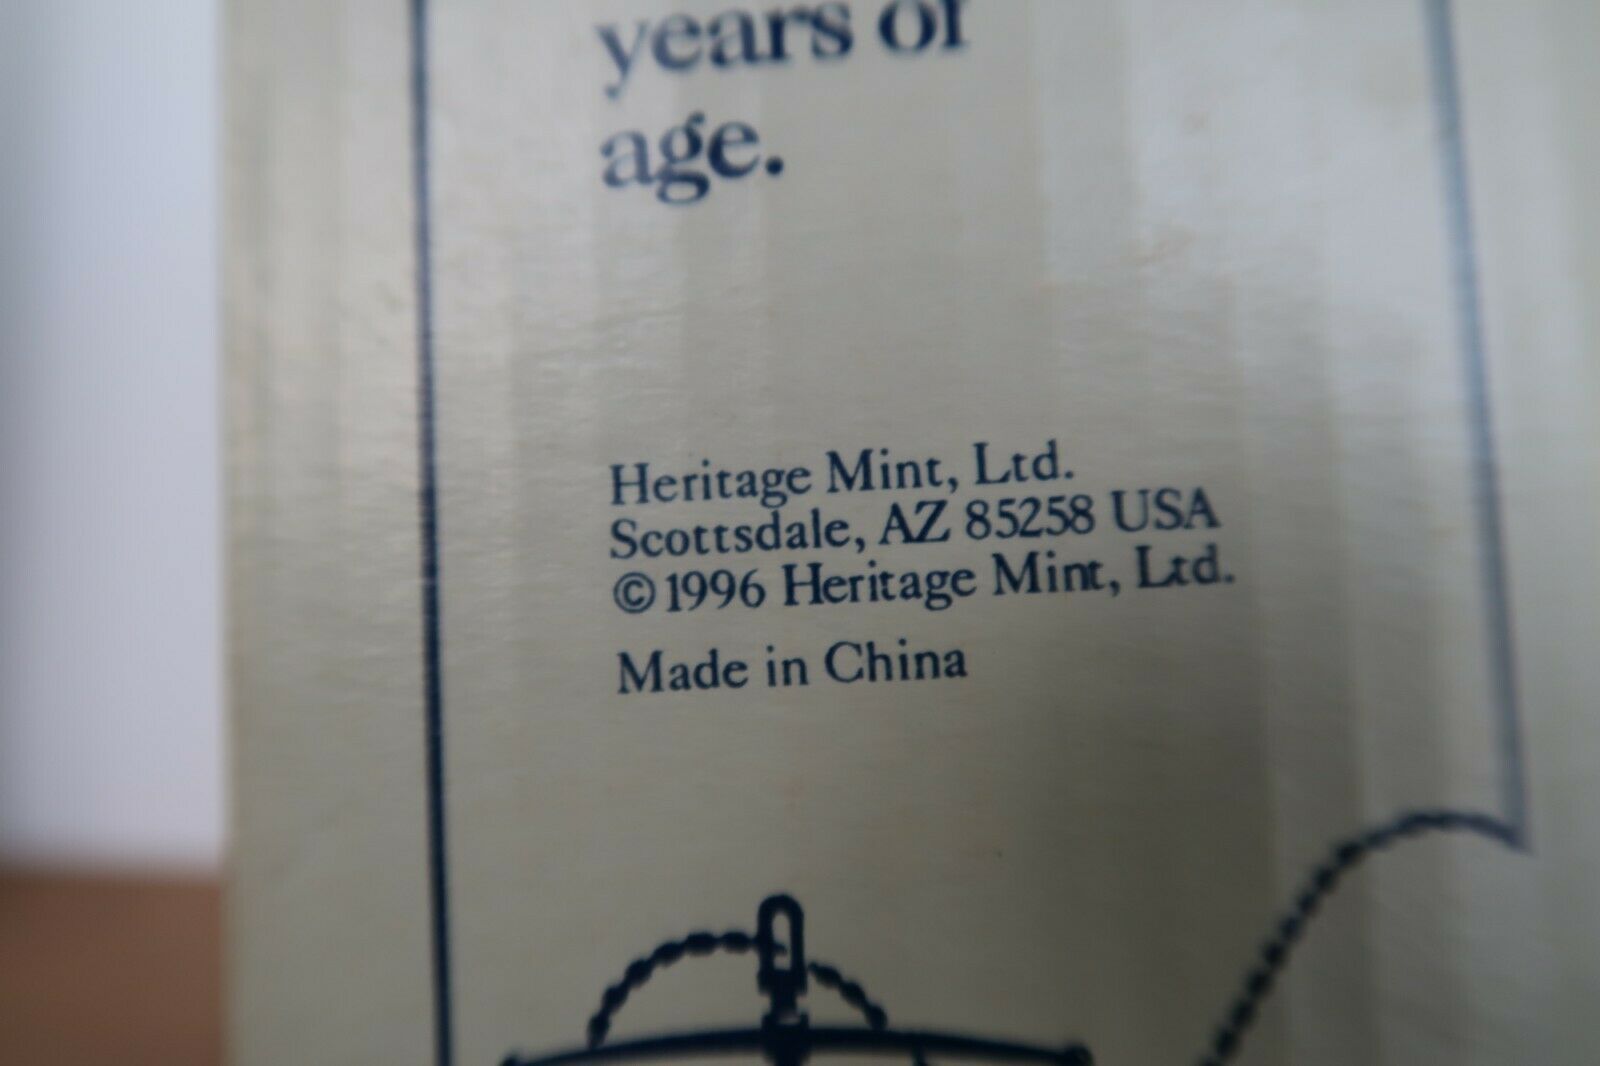 years of
age.
Heritage Mint, Ltd.
Scottsdale, AZ 85258 USA
©1996 Heritage Mint, Ltd.
Made in China